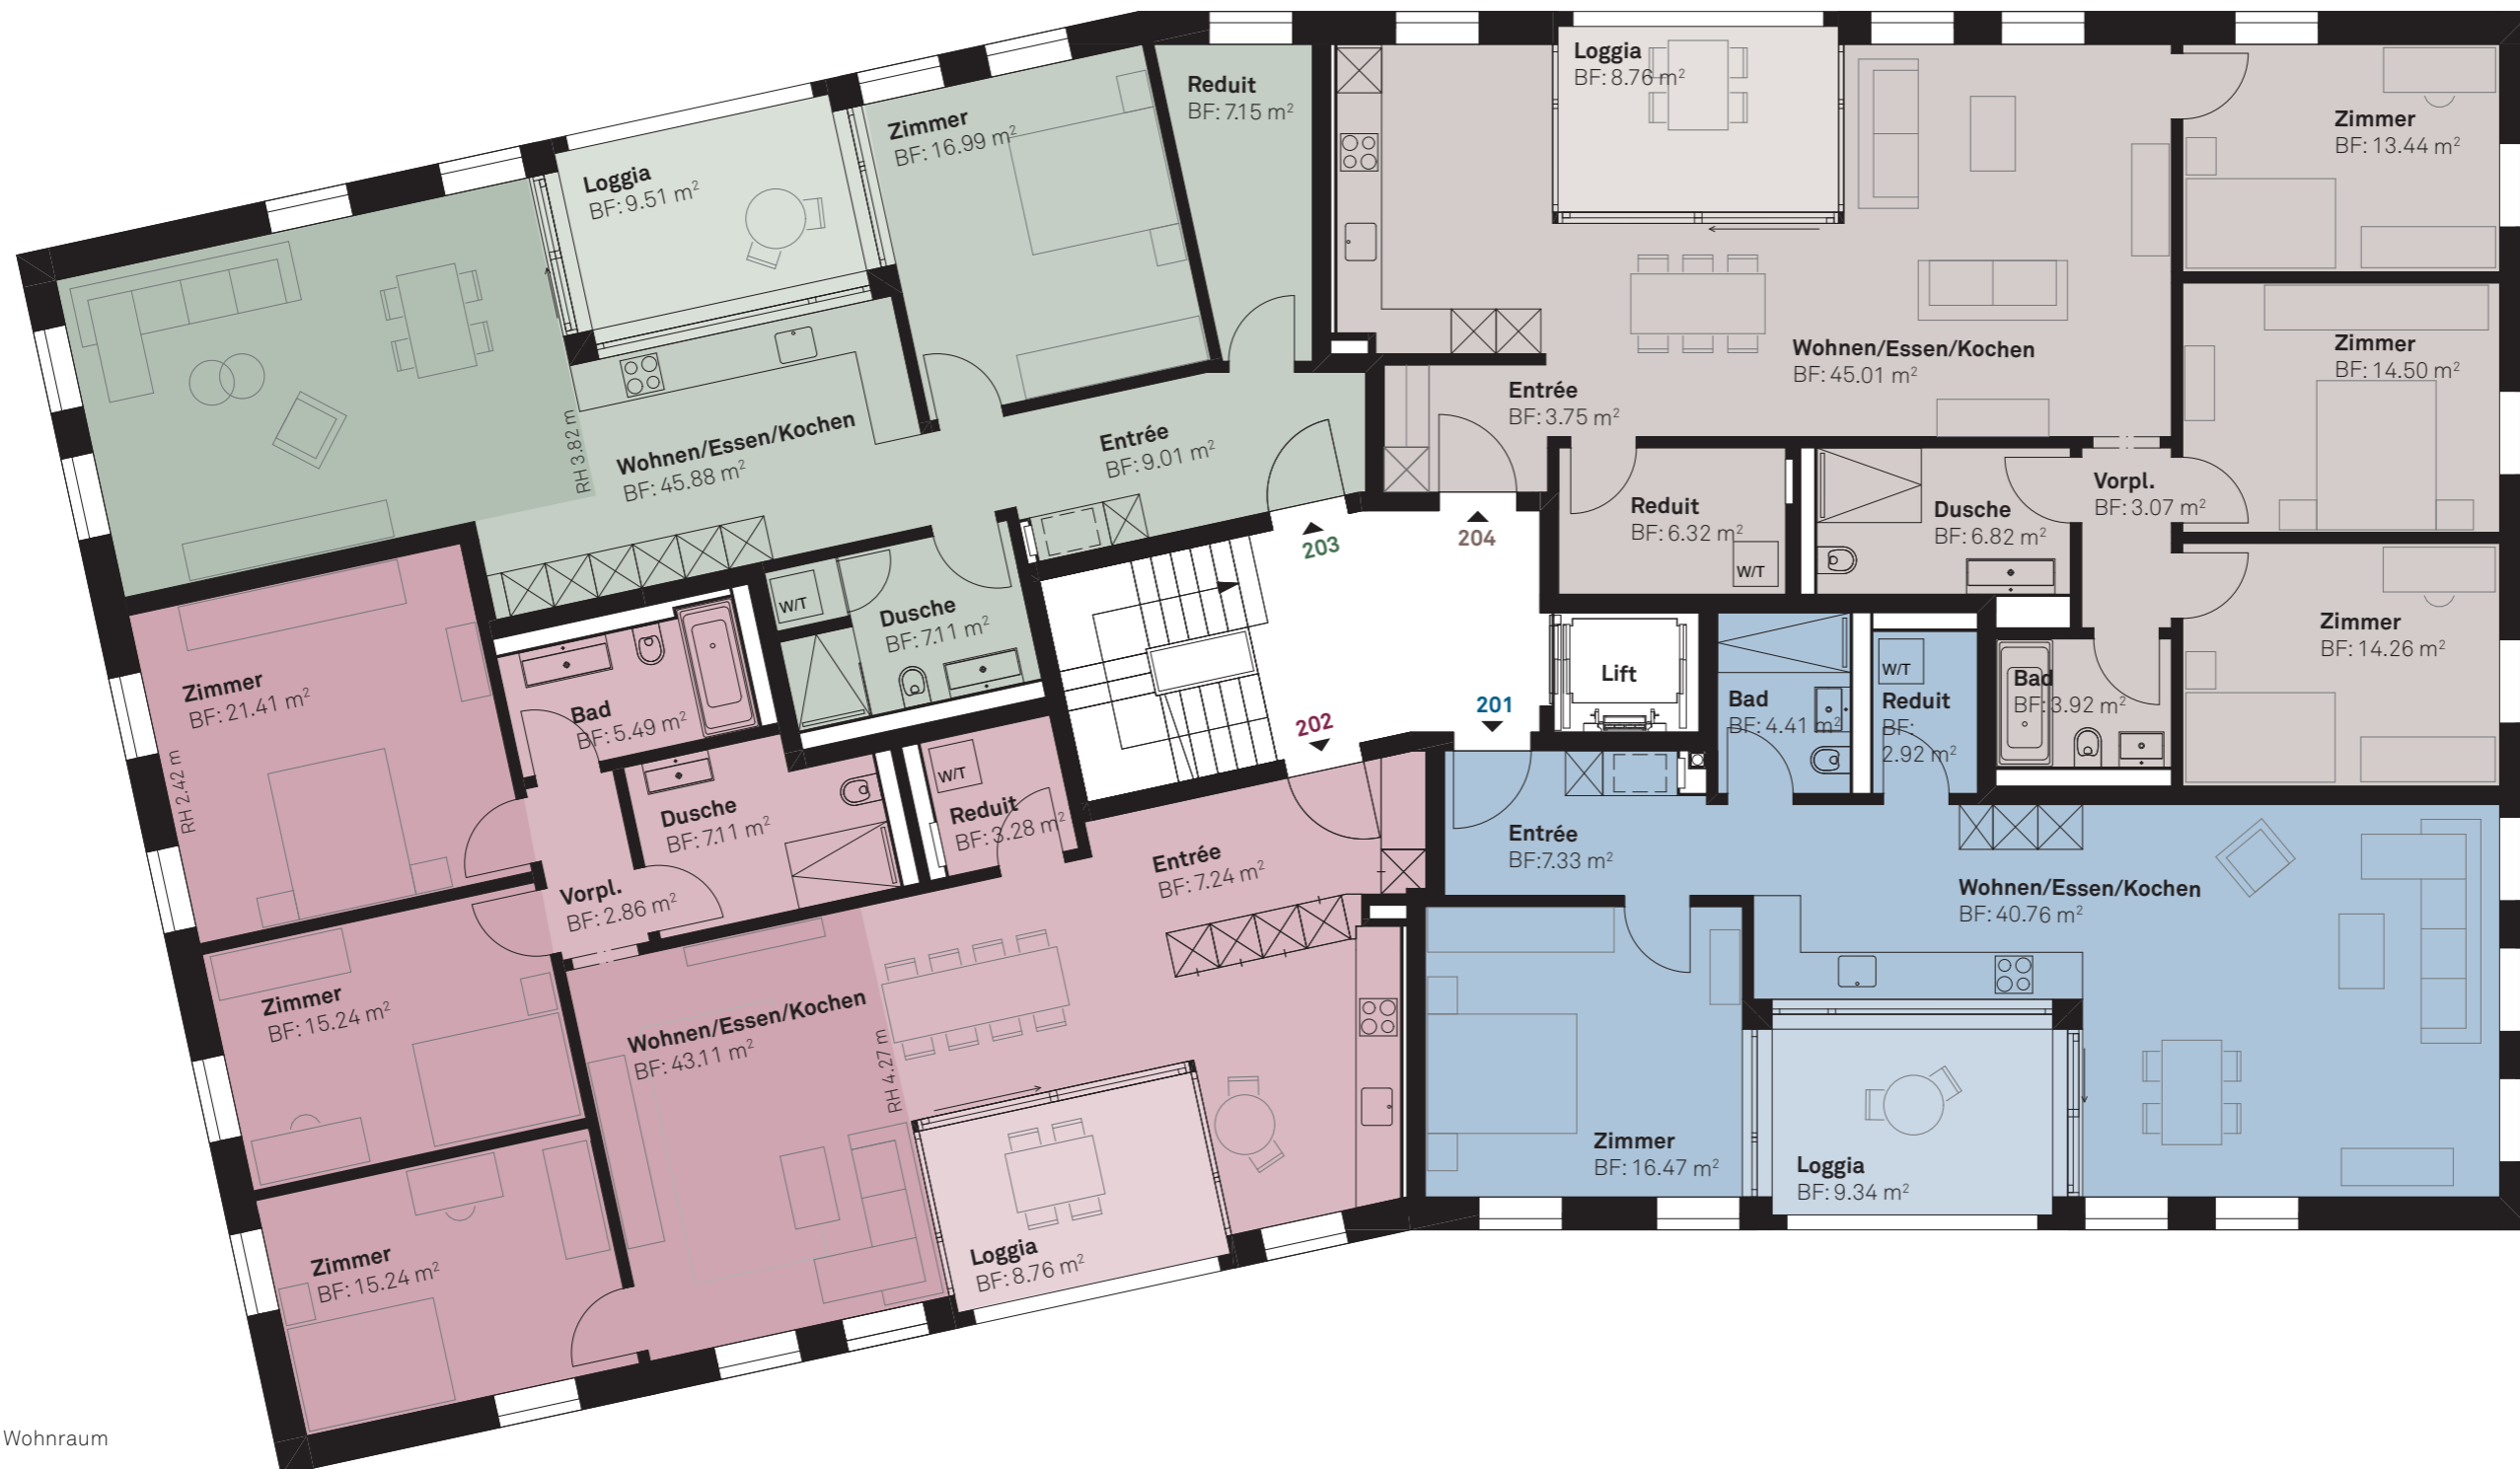 Loggia
BF: 9.51 m²
Zimmer
BF: 16.99 m²
Reduit
BF: 7.15 m²
RH 3.82 m
Wohnen/Essen/Kochen
BF: 45.88 m²
Entrée
BF: 9.01 m²
W/T
Dusche
BF: 7.11 m²
203
Loggia
BF: 8.76 m²
Zimmer
BF: 13.44 m²
Wohnen/Essen/Kochen
BF: 45.01 m²
Zimmer
BF: 14.50 m²
Entrée
BF: 3.75 m²
204
Reduit
BF: 6.32 m²
W/T
Dusche
BF: 6.82 m²
Vorpl.
BF: 3.07 m²
Zimmer
BF: 14.26 m²
Bad
BF: 3.92 m²
Lift
Zimmer
BF: 21.41 m²
RH 2.42 m
Bad
BF: 5.49 m²
Dusche
BF: 7.11 m²
W/T
Reduit
BF: 3.28 m²
202
Vorpl.
BF: 2.86 m²
Entrée
BF: 7.24 m²
Zimmer
BF: 15.24 m²
Wohnen/Essen/Kochen
BF: 43.11 m²
RH 4.27 m
Zimmer
BF: 15.24 m²
Loggia
BF: 8.76 m²
201
Bad
BF: 4.41 m²
W/T
Reduit
BF:
2.92 m²
Entrée
BF:7.33 m²
Wohnen/Essen/Kochen
BF: 40.76 m²
Zimmer
BF: 16.47 m²
Loggia
BF: 9.34 m²
Wohnraum